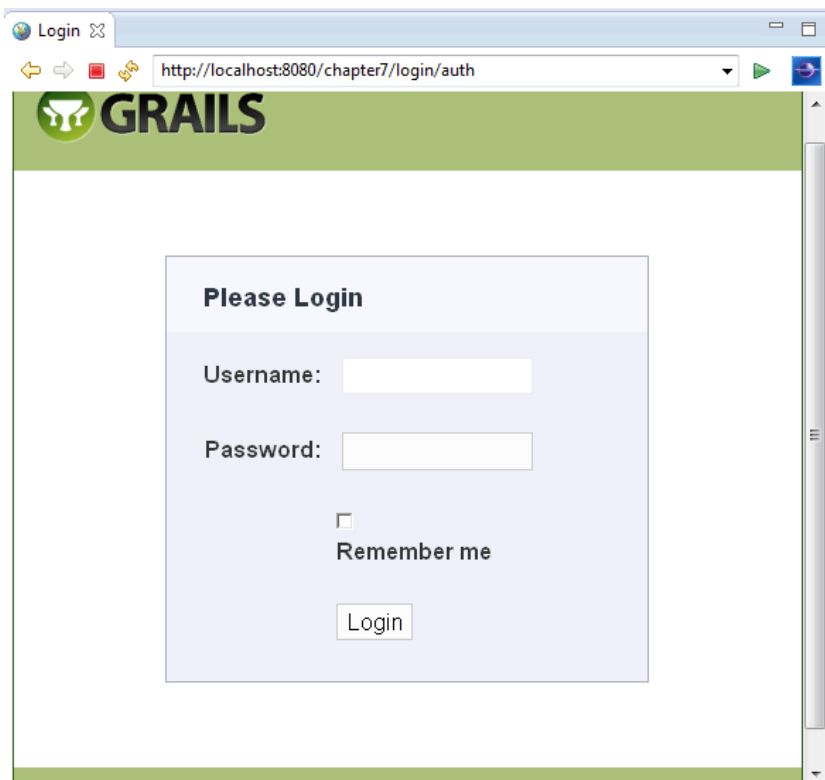 Login
http://localhost:8080/chapter7/login/auth
GRAILS
Please Login
Username:
Password:
Remember me
Login